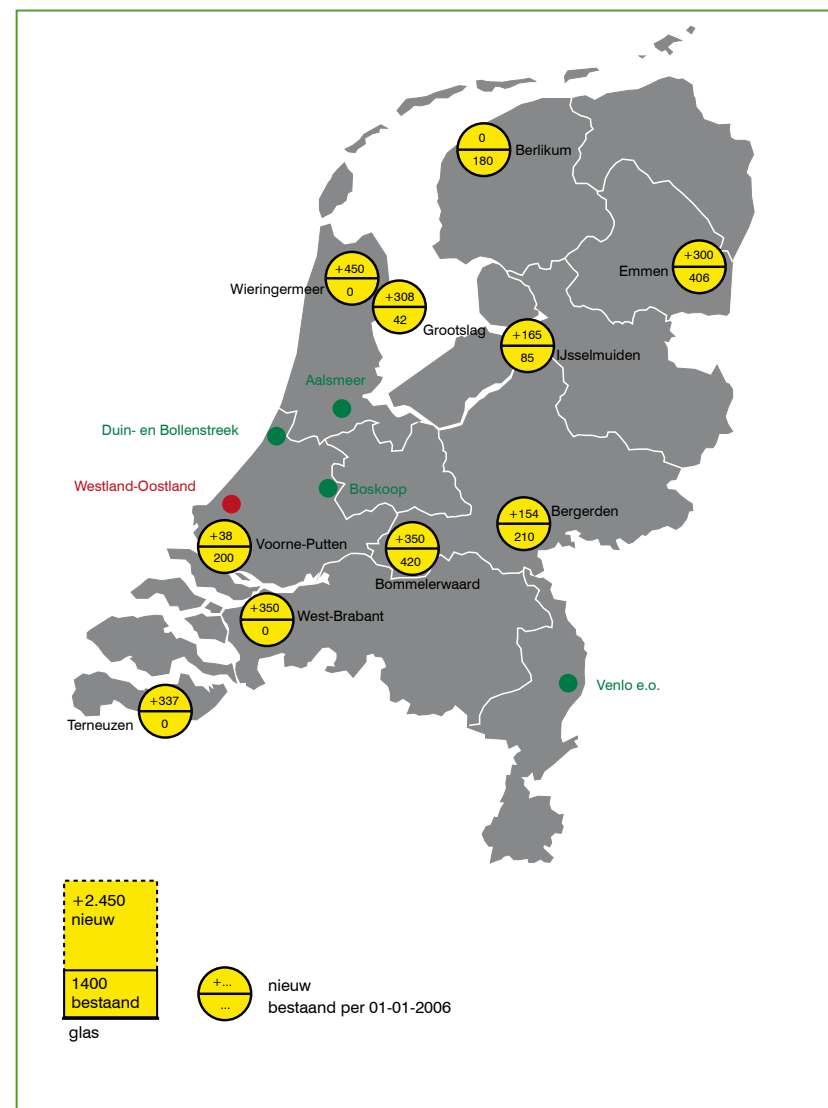 0
180
Berlikum
+300
406
Emmen
+450
0
Wieringermeer
+308
42
Grootslag
+165
85
IJsselmuiden
Aalsmeer
Duin- en Bollenstreek
Westland-Oostland
Boskoop
+154
210
Bergerden
+38
200
Voorne-Putten
+350
420
Bommelerwaard
+350
0
West-Brabant
Venlo e.o.
+337
0
Terneuzen
+2.450
nieuw
1400
bestaand
glas
+...
...
nieuw
bestaand per 01-01-2006